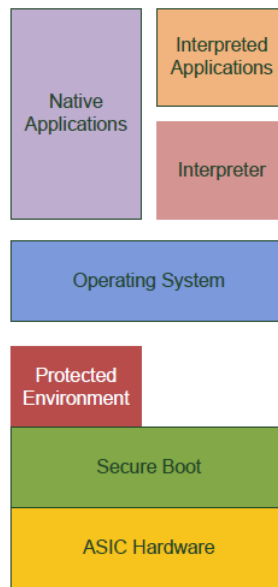 Native
Applications
Interpreted
Applications
Interpreter
Operating System
Protected
Environment
Secure Boot
ASIC Hardware